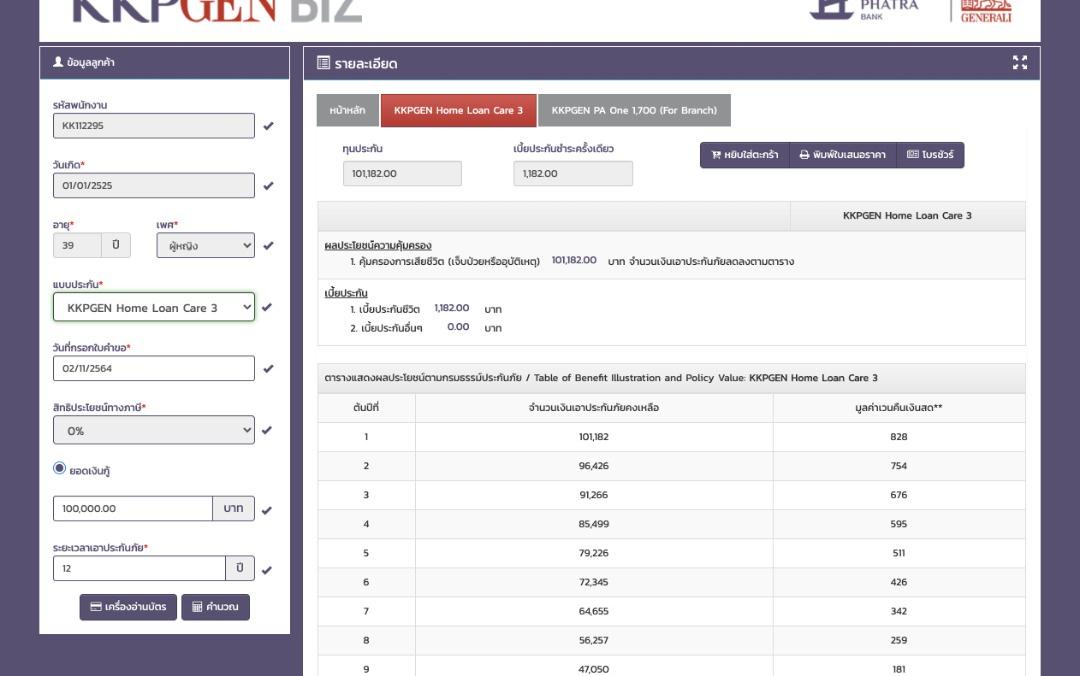 KKPGEN BIZ
PHATRA
BANK
GENERALI
ข้อมูลลูกค้า
รหัสพนักงาน
KK112295
วันเกิด*
01/01/2525
อายุ* เพศ*
39 ปี ผู้หญิง
แบบประกัน*
KKPGEN Home Loan Care 3
วันที่กรอกใบคำขอ*
02/11/2564
สิทธิประโยชน์ทางภาษี*
0%
ยอดเงินกู้
100,000.00 บาท
ระยะเวลาเอาประกันภัย*
12 ปี
เครื่องอ่านบัตร คำนวณ
รายละเอียด
หน้าหลัก KKPGEN Home Loan Care 3 KKPGEN PA One 1,700 (For Branch)
ทุนประกัน เบี้ยประกันชำระครั้งเดียว
101,182.00 1,182.00 หยิบใส่ตะกร้า พิมพ์ใบเสนอราคา โบรชัวร์
KKPGEN Home Loan Care 3
ผลประโยชน์ความคุ้มครอง
1. คุ้มครองการเสียชีวิต (เจ็บป่วยหรืออุบัติเหตุ) 101,182.00 บาท จำนวนเงินเอาประกันภัยลดลงตามตาราง
เบี้ยประกัน
1. เบี้ยประกันชีวิต 1,182.00 บาท
2. เบี้ยประกันอื่นๆ 0.00 บาท
ตารางแสดงผลประโยชน์ตามกรมธรรม์ประกันภัย / Table of Benefit Illustration and Policy Value: KKPGEN Home Loan Care 3
ต้นปีที่ จำนวนเงินเอาประกันภัยคงเหลือ มูลค่าเวนคืนเงินสด**
1 101,182 828
2 96,426 754
3 91,266 676
4 85,499 595
5 79,226 511
6 72,345 426
7 64,655 342
8 56,257 259
9 47,050 181